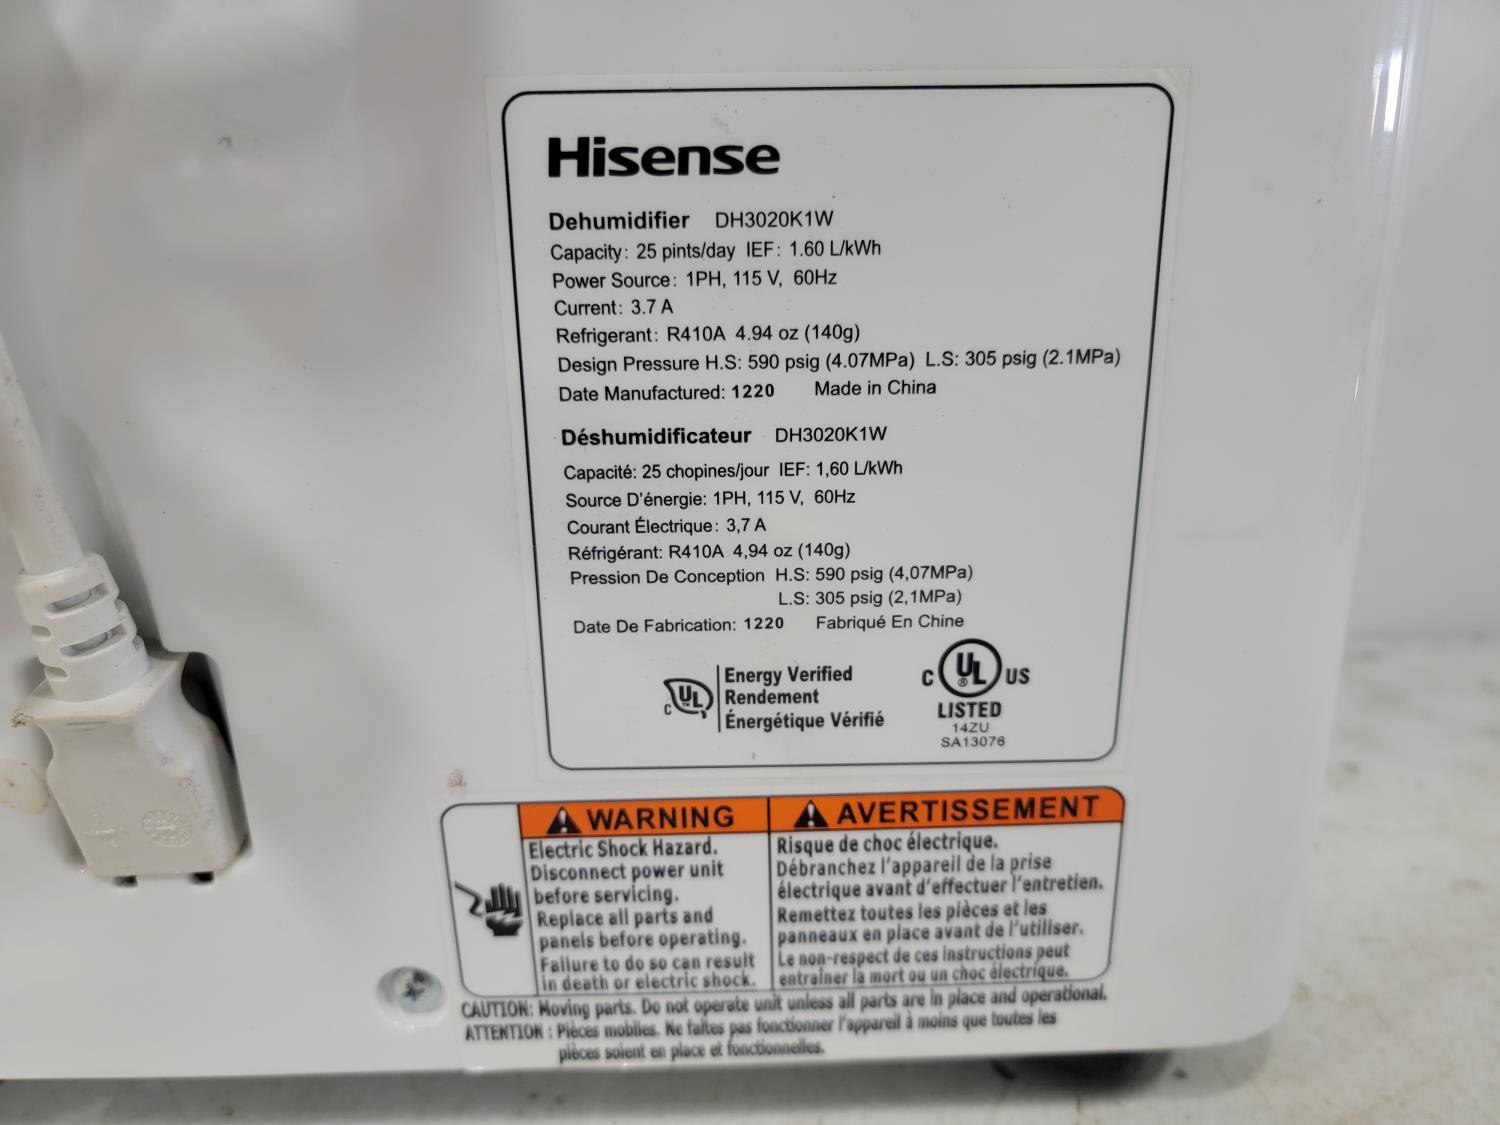 Hisense
Dehumidifier DH3020K1W
Capacity: 25 pints/day IEF: 1.60 L/kWh
Power Source: 1PH, 115 V, 60Hz
Current: 3.7 A
Refrigerant: R410A 4.94 oz (140g)
Design Pressure H.S: 590 psig (4.07MPa) L.S: 305 psig (2.1MPa)
Date Manufactured: 1220 Made in China
Déshumidificateur DH3020K1W
Capacité: 25 chopines/jour IEF: 1,60 L/kWh
Source D'énergie: 1PH, 115 V, 60Hz
Courant Électrique: 3,7 A
Réfrigérant: R410A 4,94 oz (140g)
Pression De Conception H.S: 590 psig (4,07MPa)
L.S: 305 psig (2,1MPa)
Date De Fabrication: 1220 Fabriqué En Chine
C UL ™
Energy Verified
Rendement
Énergétique Vérifié
C UL ® US
LISTED
14ZU
SA13076
WARNING
Electric Shock Hazard.
Disconnect power unit
before servicing.
Replace all parts and
panels before operating.
Failure to do so can result
in death or electric shock.
AVERTISSEMENT
Risque de choc électrique.
Débranchez l'appareil de la prise
électrique avant d'effectuer l'entretien.
Remettez toutes les pièces et les
panneaux en place avant de l'utiliser.
Le non-respect de ces instructions peut
entraîner la mort ou un choc électrique.
CAUTION: Moving parts. Do not operate unit unless all parts are in place and operational.
ATTENTION : Pièces mobiles. Ne faites pas fonctionner l'appareil à moins que toutes les
pièces soient en place et fonctionnelles.